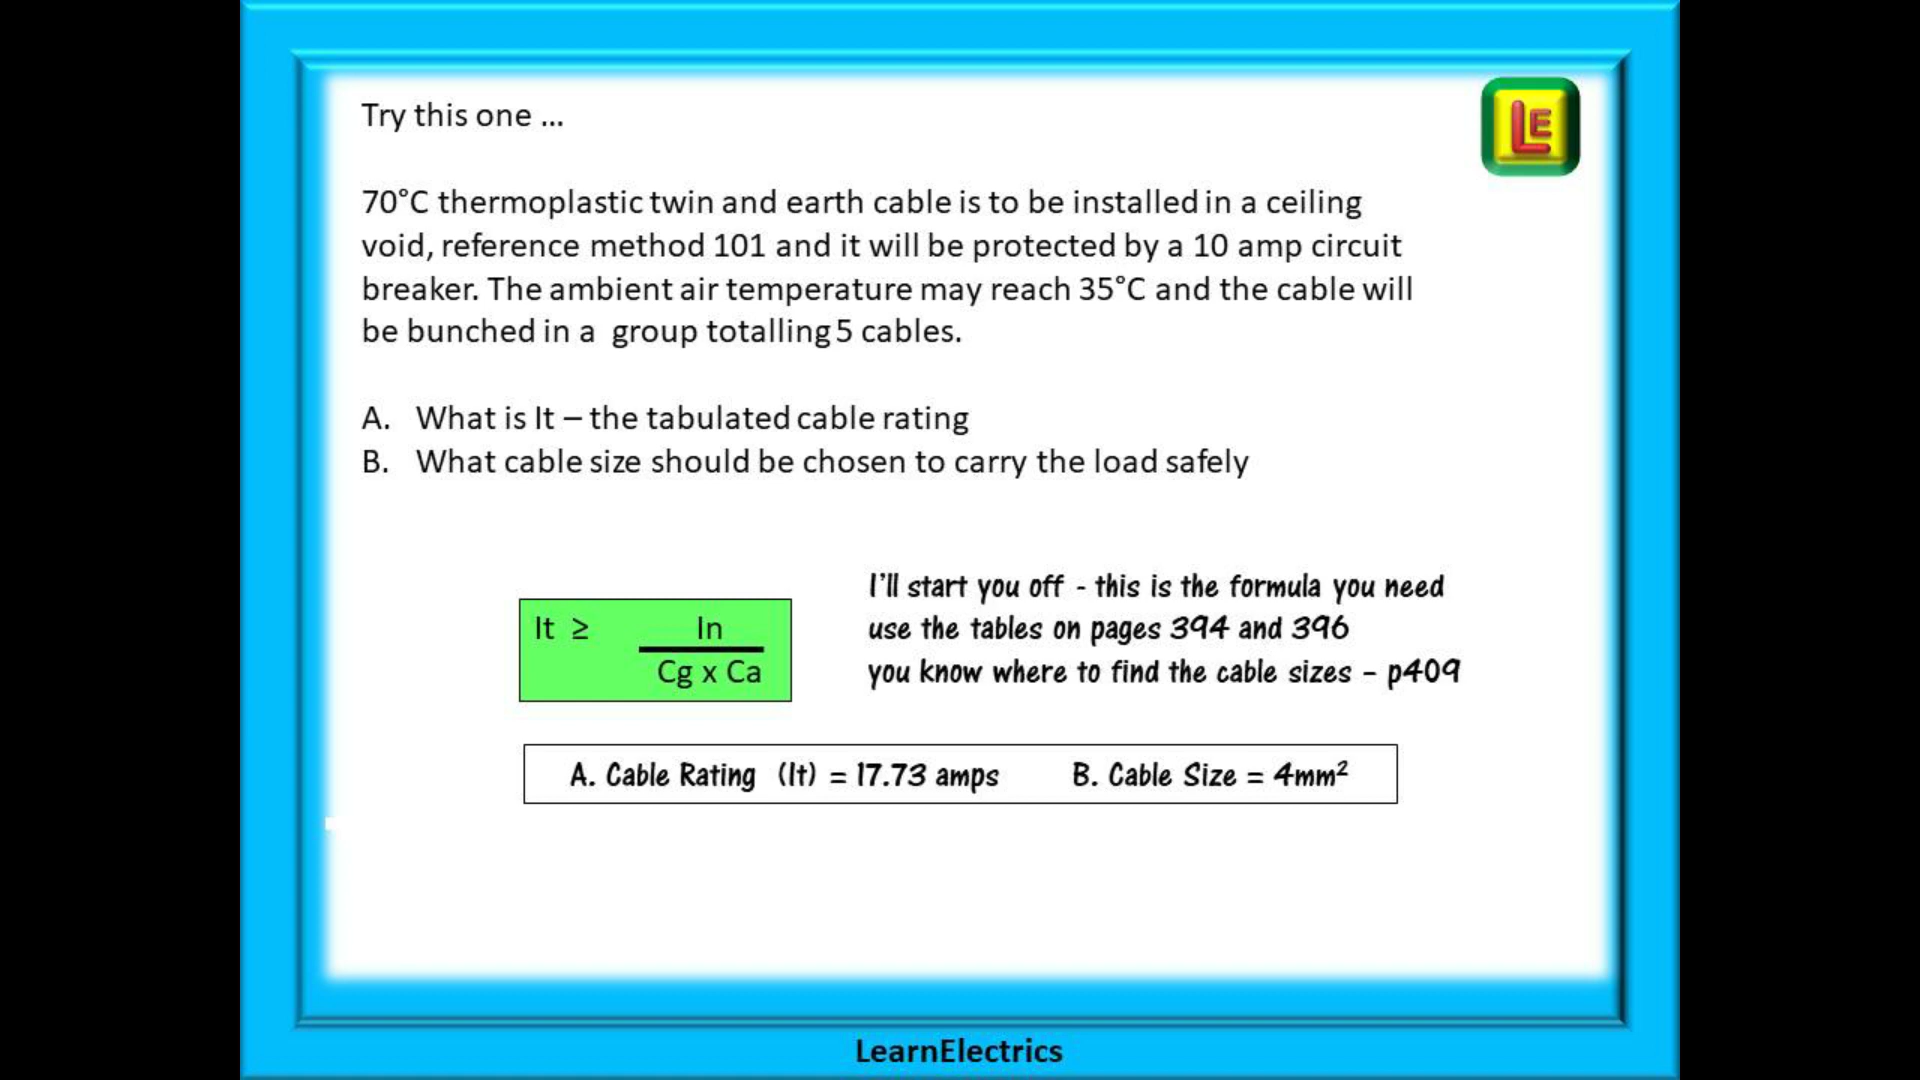 Try this one ...
LE
70°C thermoplastic twin and earth cable is to be installed in a ceiling
void, reference method 101 and it will be protected by a 10 amp circuit
breaker. The ambient air temperature may reach 35°C and the cable will
be bunched in a group totalling 5 cables.
A. What is It – the tabulated cable rating
B. What cable size should be chosen to carry the load safely
It ≥ In
Cg x Ca
I'll start you off - this is the formula you need
use the tables on pages 394 and 396
you know where to find the cable sizes – p409
A. Cable Rating (It) = 17.73 amps B. Cable Size = 4mm²
LearnElectrics